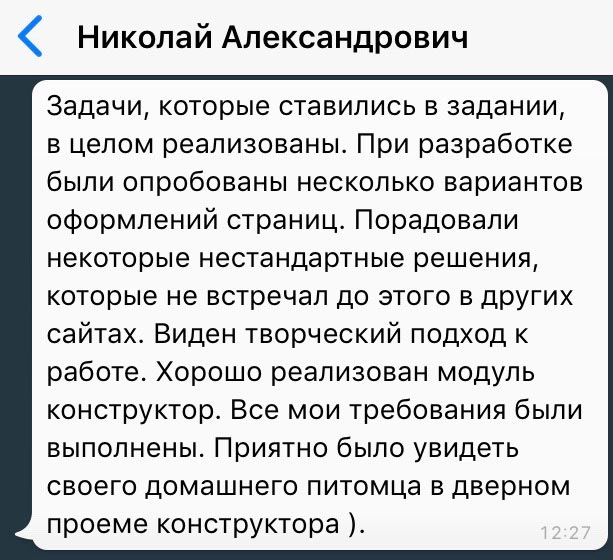 Николай Александрович
Задачи, которые ставились в задании,
в целом реализованы. При разработке
были опробованы несколько вариантов
оформлений страниц. Порадовали
некоторые нестандартные решения,
которые не встречал до этого в других
сайтах. Виден творческий подход к
работе. Хорошо реализован модуль
конструктор. Все мои требования были
выполнены. Приятно было увидеть
своего домашнего питомца в дверном
проеме конструктора ).
12:27